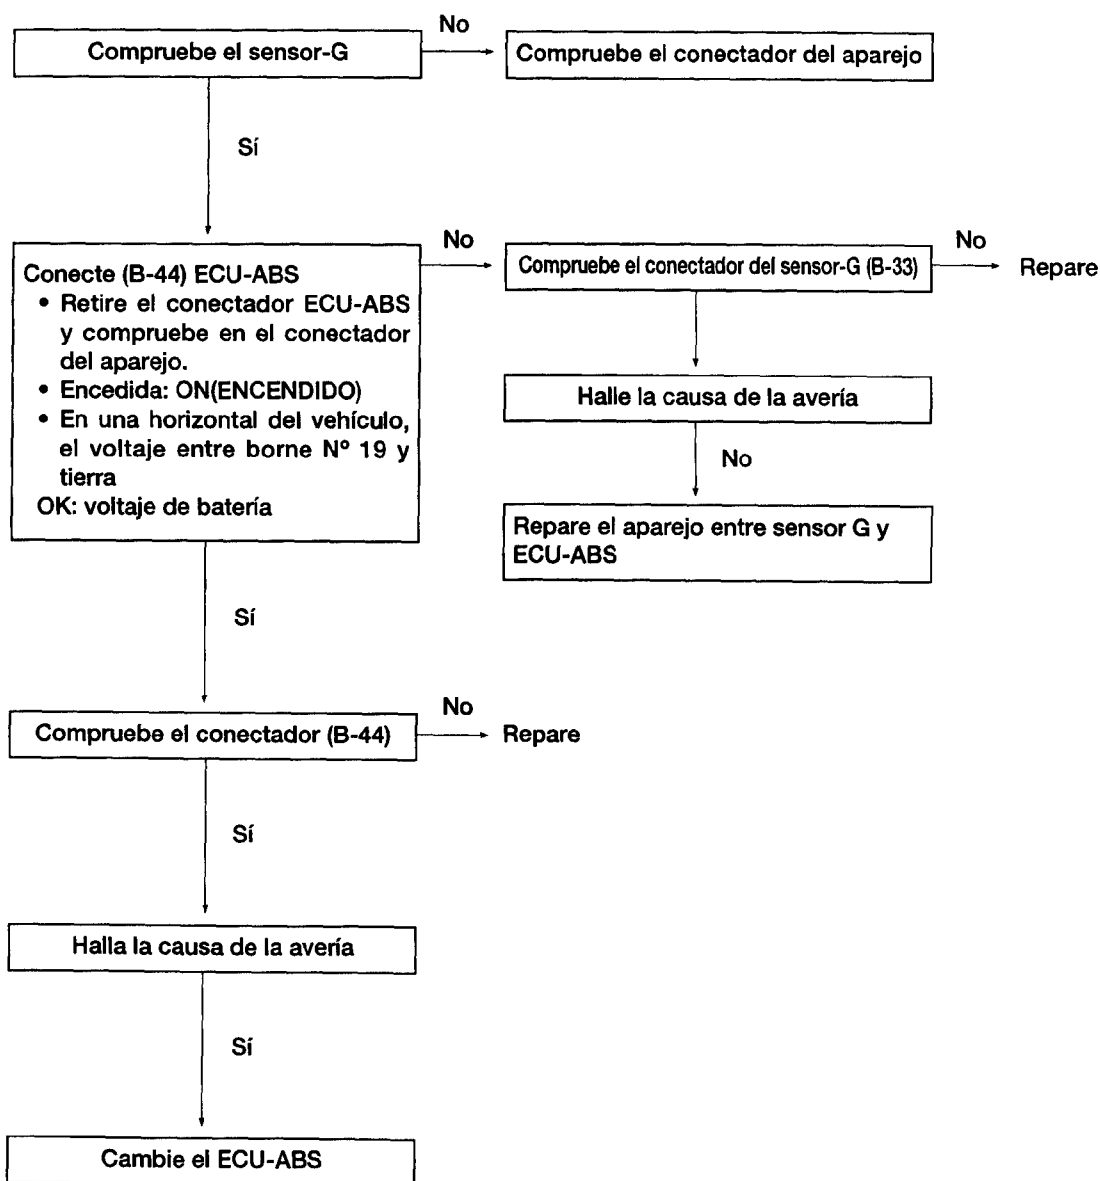 Compruebe el sensor-G
No
Compruebe el conectador del aparejo
Sí
Conecte (B-44) ECU-ABS
• Retire el conectador ECU-ABS
y compruebe en el conectador
del aparejo.
• Encedida: ON(ENCENDIDO)
• En una horizontal del vehículo,
el voltaje entre borne Nº 19 y
tierra
OK: voltaje de batería
No
Compruebe el conectador del sensor-G (B-33)
No
Repare
Halle la causa de la avería
No
Repare el aparejo entre sensor G y
ECU-ABS
Sí
Compruebe el conectador (B-44)
No
Repare
Sí
Halla la causa de la avería
Sí
Cambie el ECU-ABS